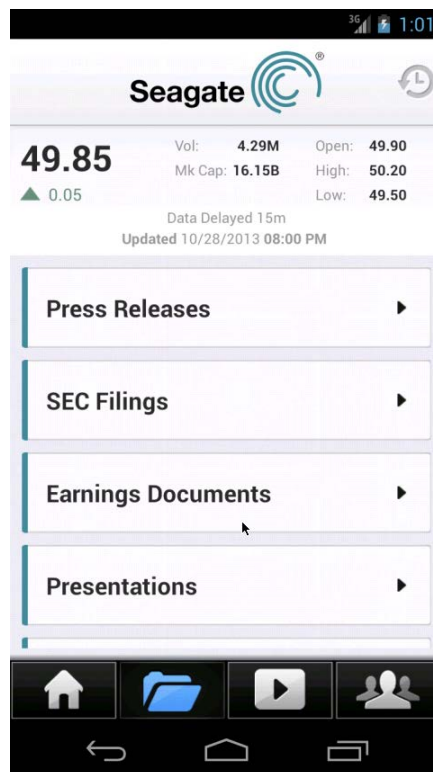 3G 1:01
Seagate ®
49.85
0.05
Vol: 4.29M
Mk Cap: 16.15B
Open: 49.90
High: 50.20
Low: 49.50
Data Delayed 15m
Updated 10/28/2013 08:00 PM
Press Releases
SEC Filings
Earnings Documents
Presentations